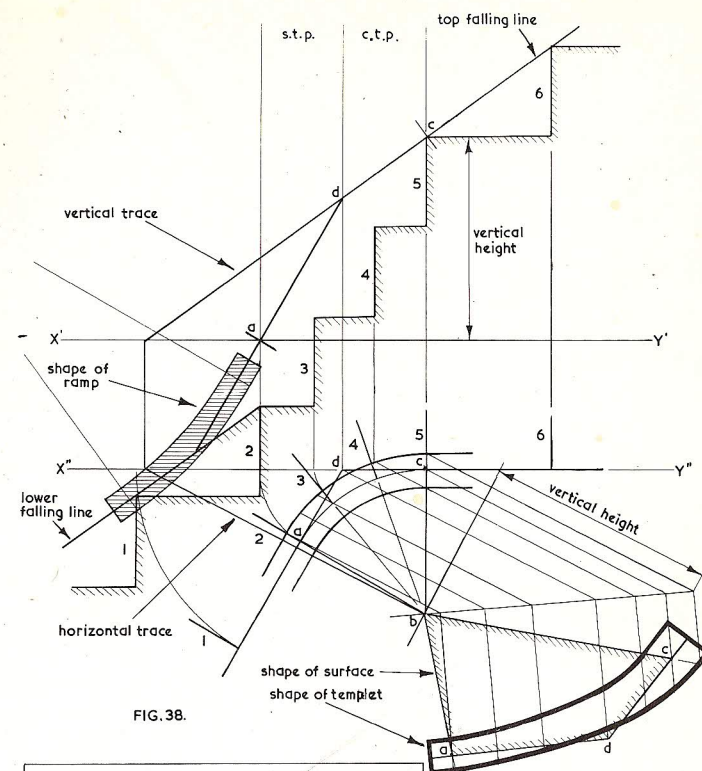 s.t.p.
c.t.p.
top falling line
6
c
5
d
vertical trace
vertical
height
4
a
X'
Y'
shape of
ramp
3
5
6
4
2
d
c
X"
Y"
3
lower
falling line
vertical height
2
a
1
b
horizontal trace
1
shape of surface
shape of templet
c
FIG. 38.
a
d